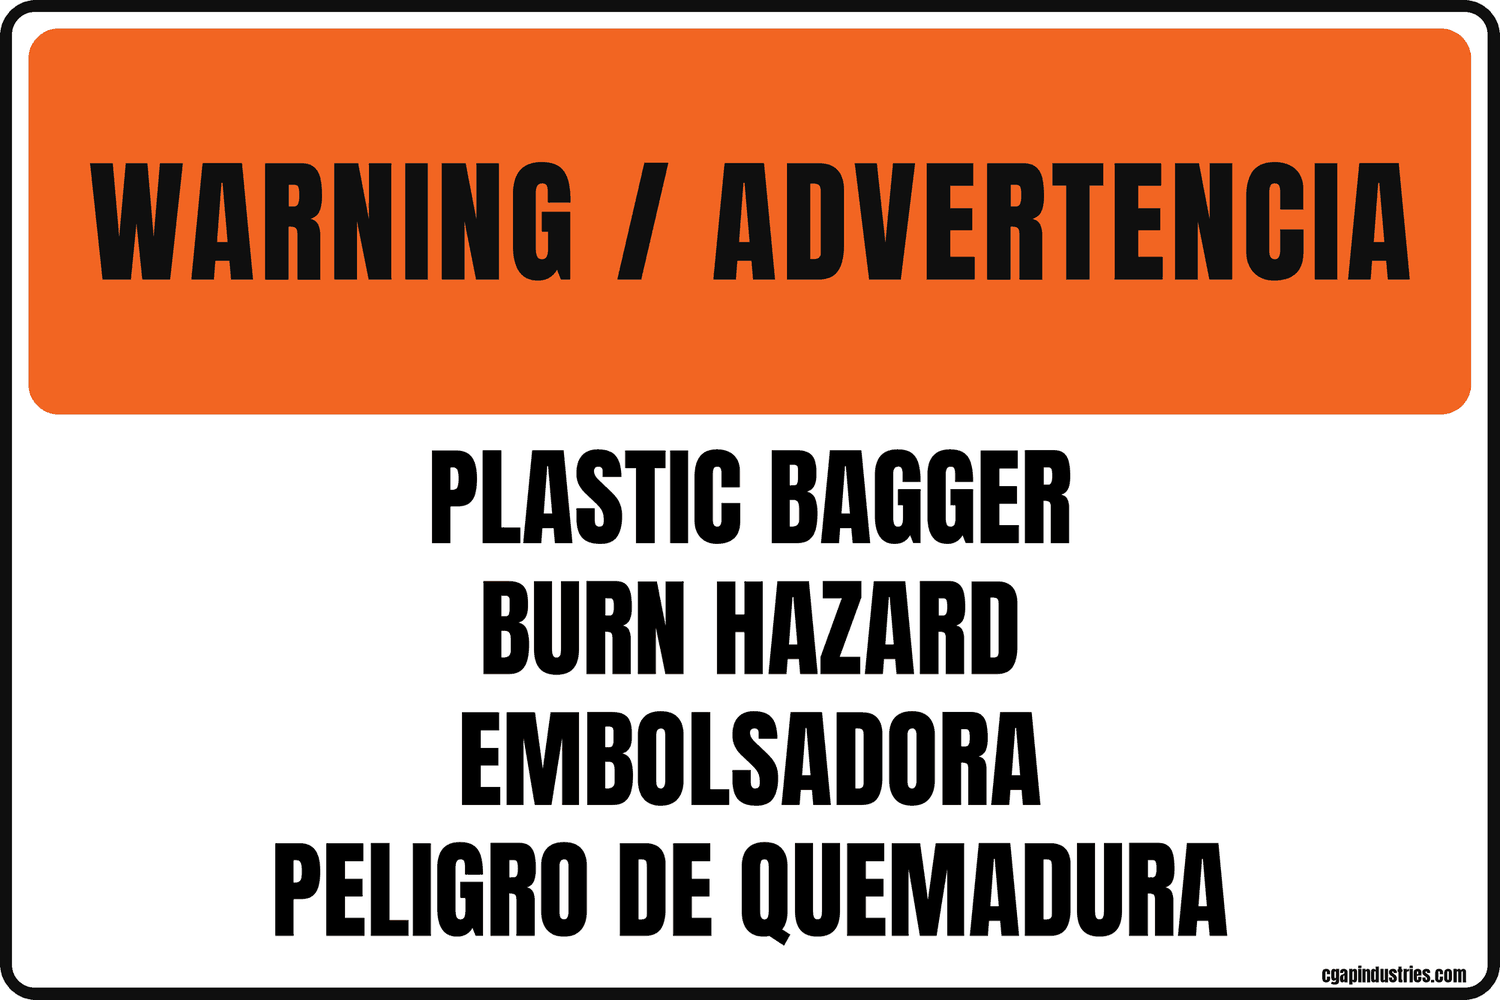 WARNING / ADVERTENCIA
PLASTIC BAGGER
BURN HAZARD
EMBOLSADORA
PELIGRO DE QUEMADURA
cgapindustries.com